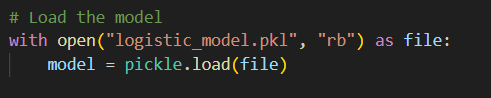 # Load the model
with open("logistic_model.pkl", "rb") as file:
    model = pickle.load(file)